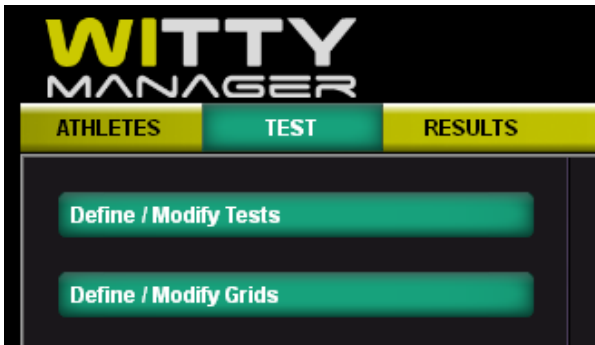 WITTY
MANAGER
ATHLETES TEST RESULTS
Define / Modify Tests
Define / Modify Grids